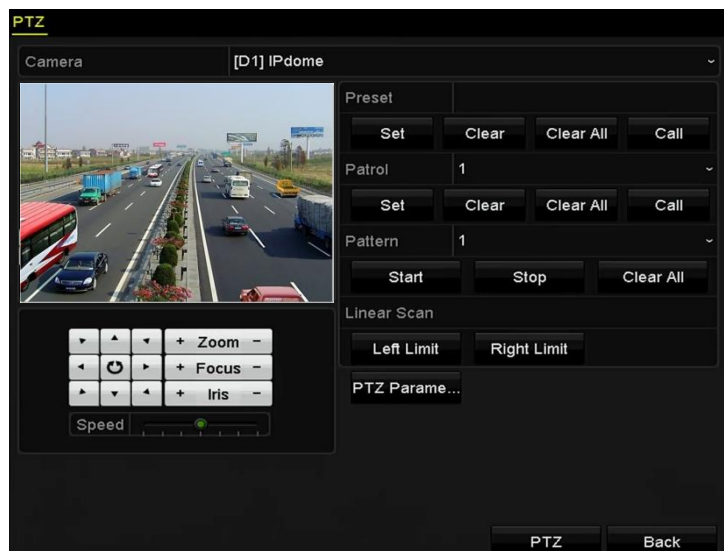 PTZ
Camera [D1] IPdome
Preset
Set Clear Clear All Call
Patrol 1
Set Clear Clear All Call
Pattern 1
Start Stop Clear All
Linear Scan
Left Limit Right Limit
PTZ Parame...
+ Zoom -
+ Focus -
+ Iris -
Speed
PTZ Back